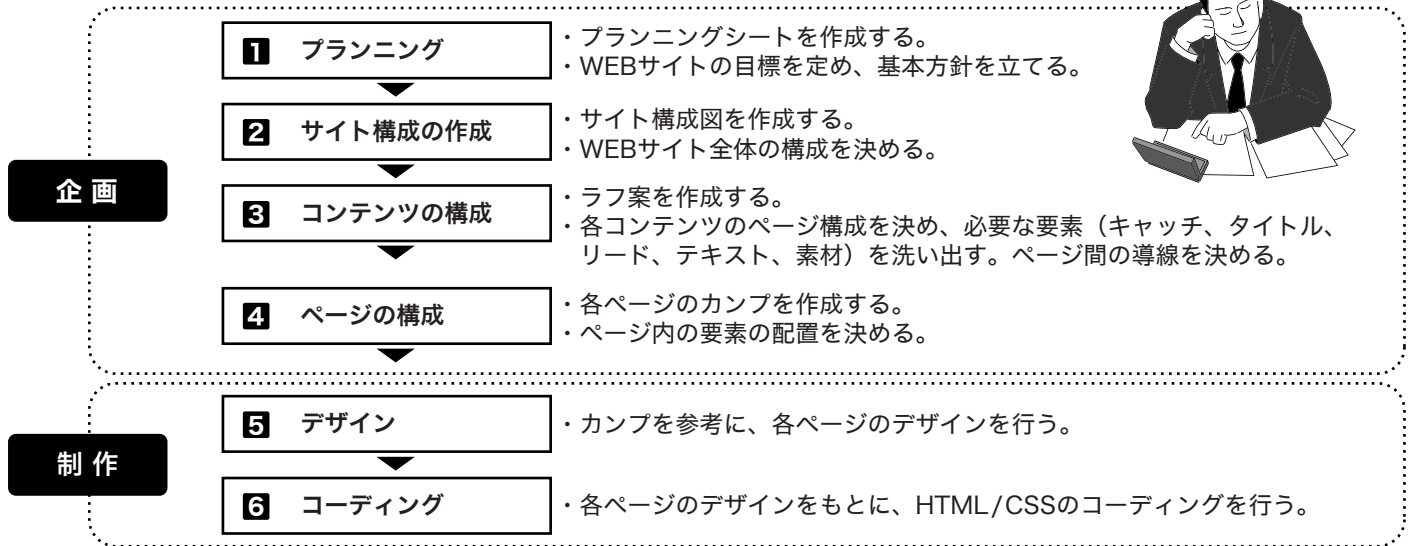 企画
1 プランニング
・プランニングシートを作成する。
・WEBサイトの目標を定め、基本方針を立てる。
2 サイト構成の作成
・サイト構成図を作成する。
・WEBサイト全体の構成を決める。
3 コンテンツの構成
・ラフ案を作成する。
・各コンテンツのページ構成を決め、必要な要素（キャッチ、タイトル、
リード、テキスト、素材）を洗い出す。ページ間の導線を決める。
4 ページの構成
・各ページのカンプを作成する。
・ページ内の要素の配置を決める。
制作
5 デザイン
・カンプを参考に、各ページのデザインを行う。
6 コーディング
・各ページのデザインをもとに、HTML/CSSのコーディングを行う。